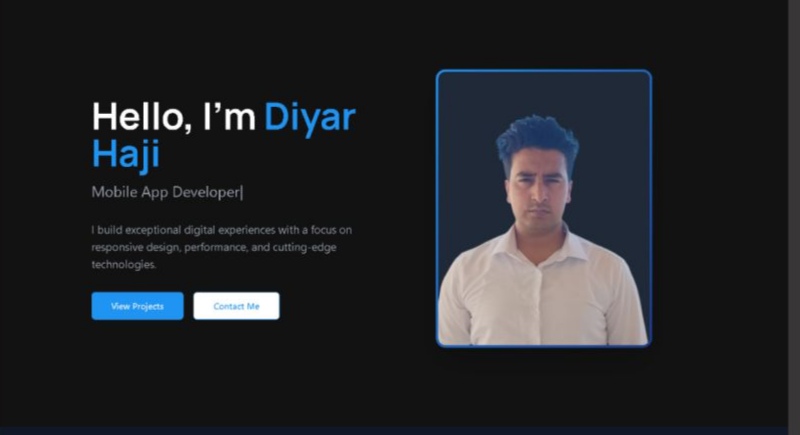 Hello, I'm Diyar
Haji
Mobile App Developer|
I build exceptional digital experiences with a focus on
responsive design, performance, and cutting-edge
technologies.
View Projects
Contact Me